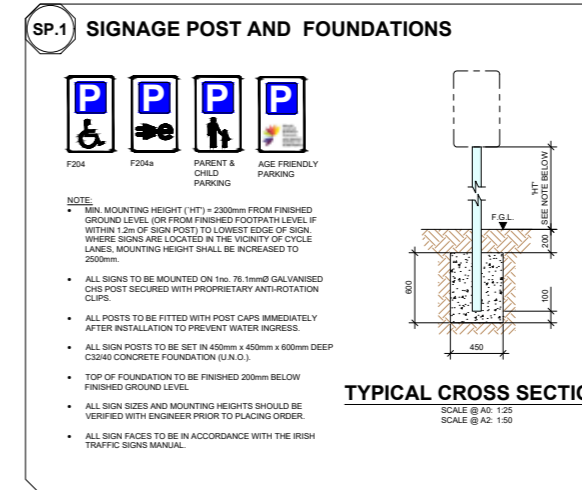 SP.1 SIGNAGE POST AND FOUNDATIONS
P P P P
F204 F204a PARENT & CHILD PARKING AGE FRIENDLY PARKING
NOTE:
• MIN. MOUNTING HEIGHT ('HT') = 2300mm FROM FINISHED
GROUND LEVEL (OR FROM FINISHED FOOTPATH LEVEL IF
WITHIN 1.2m OF SIGN POST) TO LOWEST EDGE OF SIGN.
WHERE SIGNS ARE LOCATED IN THE VICINITY OF CYCLE
LANES, MOUNTING HEIGHT SHALL BE INCREASED TO
2500mm.
• ALL SIGNS TO BE MOUNTED ON 1no. 76.1mmØ GALVANISED
CHS POST SECURED WITH PROPRIETARY ANTI-ROTATION
CLIPS.
• ALL POSTS TO BE FITTED WITH POST CAPS IMMEDIATELY
AFTER INSTALLATION TO PREVENT WATER INGRESS.
• ALL SIGN POSTS TO BE SET IN 450mm x 450mm x 600mm DEEP
C32/40 CONCRETE FOUNDATION (U.N.O.).
• TOP OF FOUNDATION TO BE FINISHED 200mm BELOW
FINISHED GROUND LEVEL
• ALL SIGN SIZES AND MOUNTING HEIGHTS SHOULD BE
VERIFIED WITH ENGINEER PRIOR TO PLACING ORDER.
• ALL SIGN FACES TO BE IN ACCORDANCE WITH THE IRISH
TRAFFIC SIGNS MANUAL.
'HT'
SEE NOTE BELOW
F.G.L.
200
600
100
450
TYPICAL CROSS SECTIO
SCALE @ A0: 1:25
SCALE @ A2: 1:50